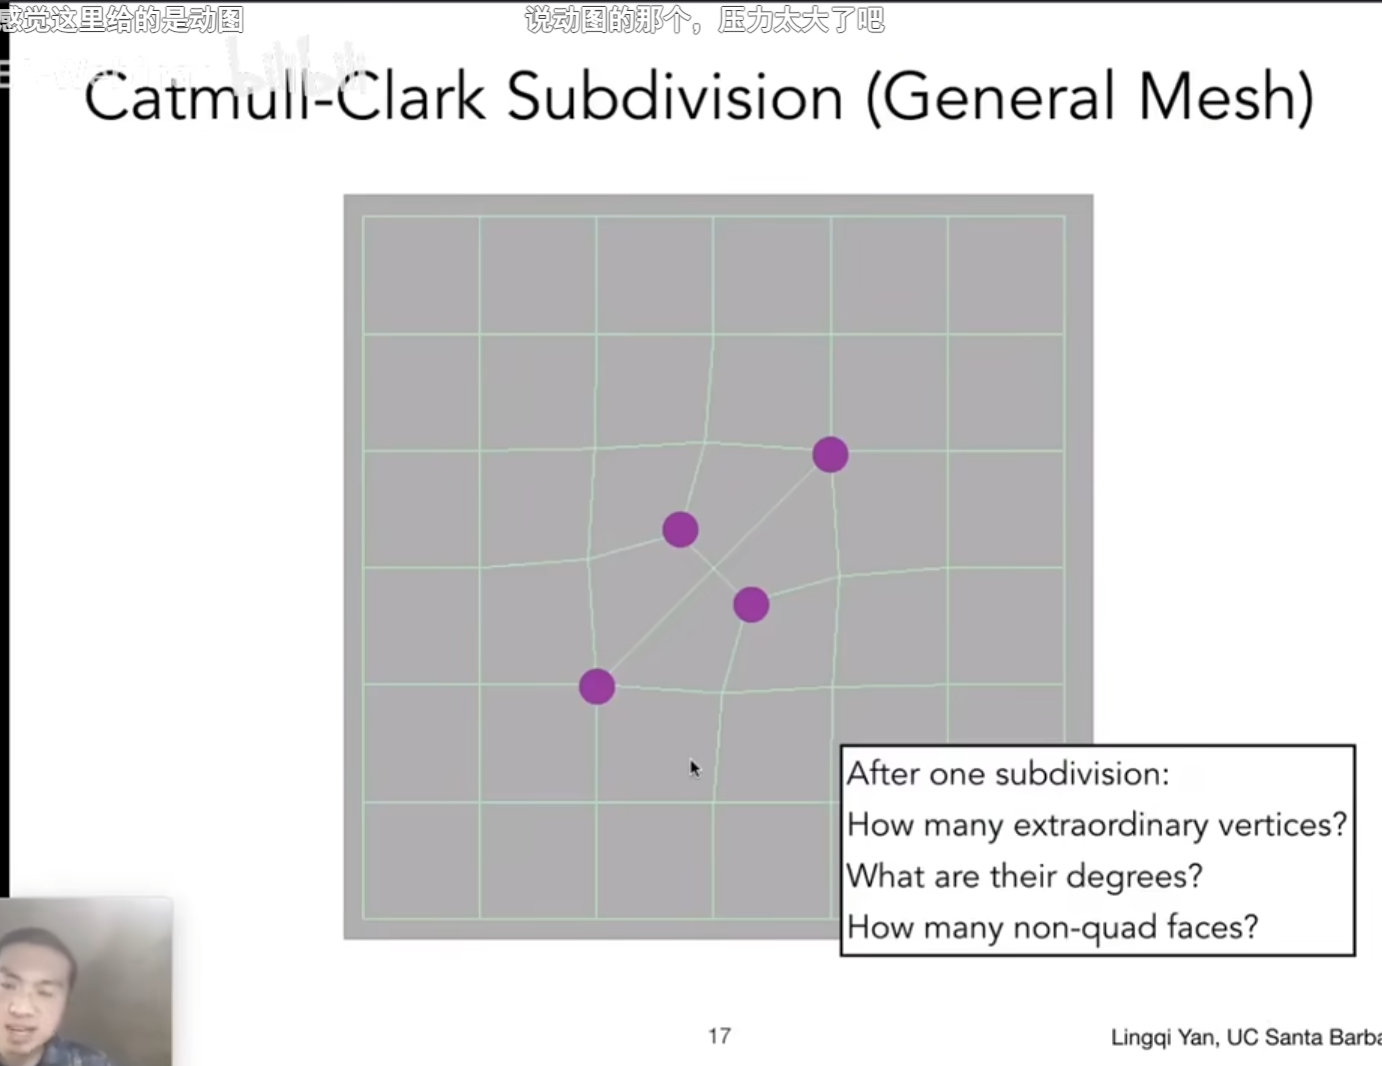 感觉这里给的是动图
说动图的那个，压力太大了吧
bilibili
Catmull-Clark Subdivision (General Mesh)
After one subdivision:
How many extraordinary vertices?
What are their degrees?
How many non-quad faces?
17
Lingqi Yan, UC Santa Barba